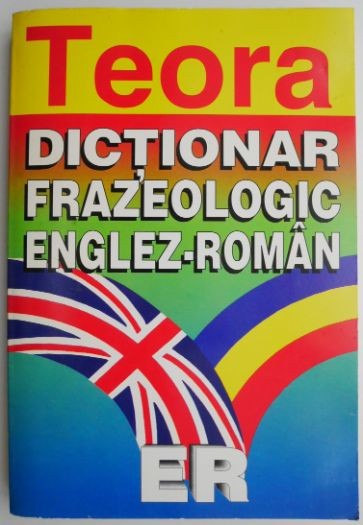 Teora
DICȚIONAR
FRAZEOLOGIC
ENGLEZ-ROMÂN
ER